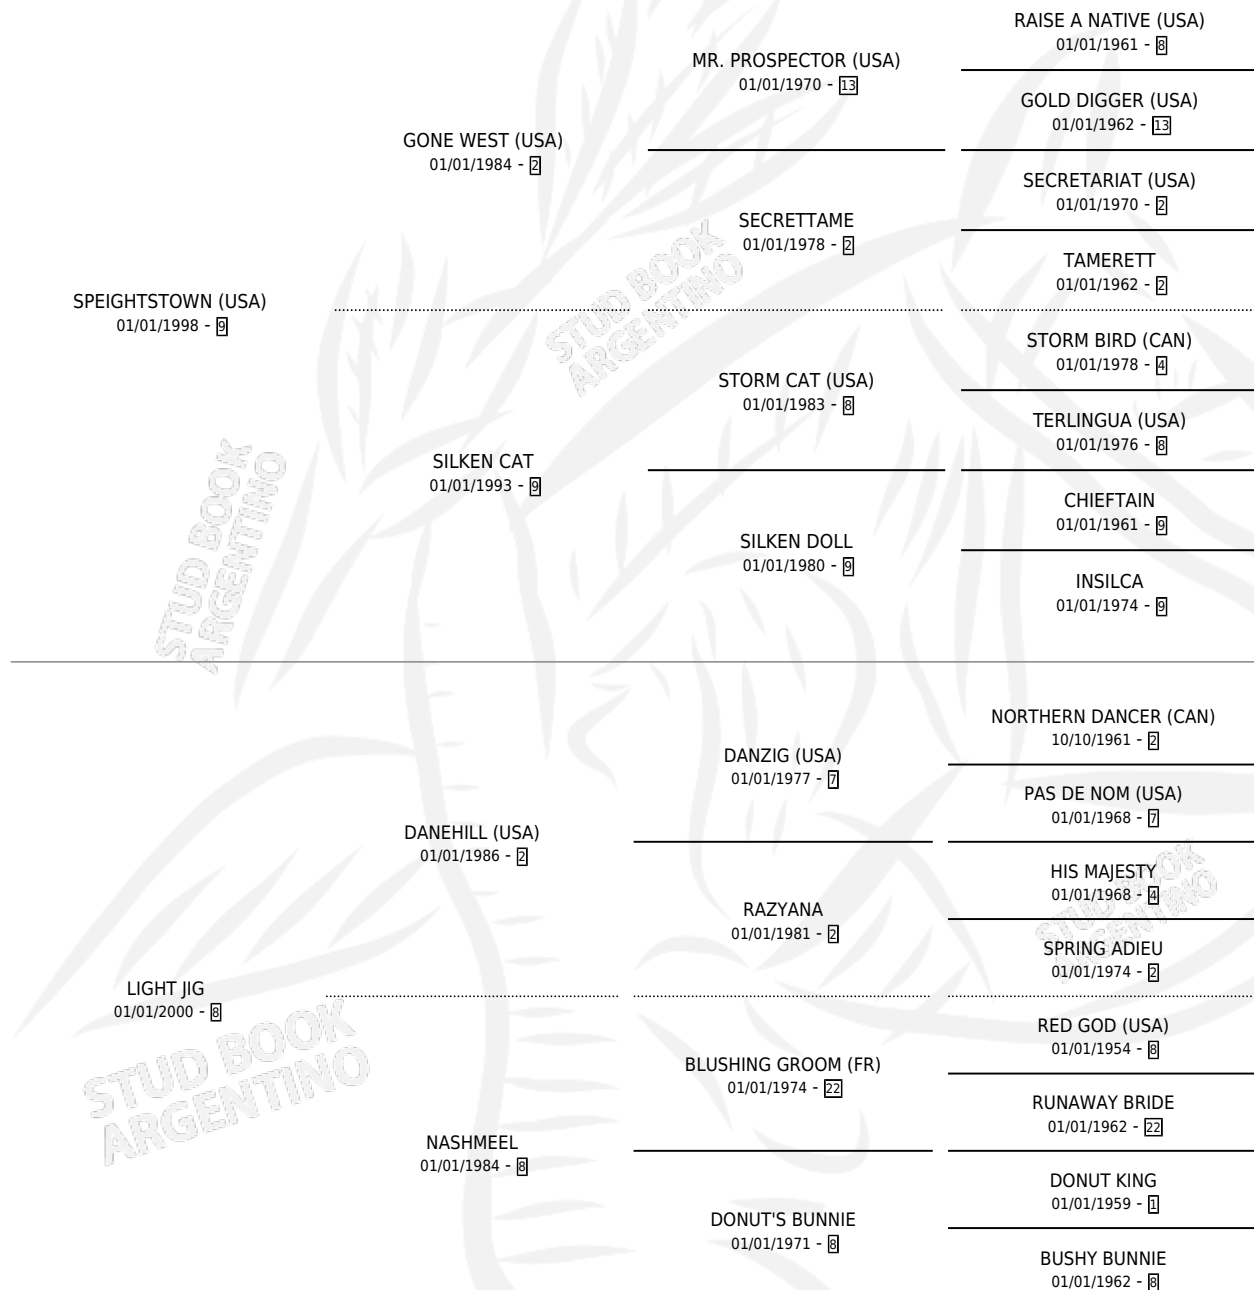 RAISE A NATIVE (USA)
01/01/1961 - 8
MR. PROSPECTOR (USA)
01/01/1970 - 13
GOLD DIGGER (USA)
01/01/1962 - 13
GONE WEST (USA)
01/01/1984 - 2
SECRETARIAT (USA)
01/01/1970 - 2
SECRETTAME
01/01/1978 - 2
TAMERETT
01/01/1962 - 2
SPEIGHTSTOWN (USA)
01/01/1998 - 9
STORM BIRD (CAN)
01/01/1978 - 4
STORM CAT (USA)
01/01/1983 - 8
TERLINGUA (USA)
01/01/1976 - 8
SILKEN CAT
01/01/1993 - 9
CHIEFTAIN
01/01/1961 - 9
SILKEN DOLL
01/01/1980 - 9
INSILCA
01/01/1974 - 9
NORTHERN DANCER (CAN)
10/10/1961 - 2
DANZIG (USA)
01/01/1977 - 7
PAS DE NOM (USA)
01/01/1968 - 7
DANEHILL (USA)
01/01/1986 - 2
HIS MAJESTY
01/01/1968 - 4
RAZYANA
01/01/1981 - 2
SPRING ADIEU
01/01/1974 - 2
LIGHT JIG
01/01/2000 - 8
RED GOD (USA)
01/01/1954 - 8
BLUSHING GROOM (FR)
01/01/1974 - 22
RUNAWAY BRIDE
01/01/1962 - 22
NASHMEEL
01/01/1984 - 8
DONUT KING
01/01/1959 - 1
DONUT'S BUNNIE
01/01/1971 - 8
BUSHY BUNNIE
01/01/1962 - 8
STUD BOOK
ARGENTINO
STUD BOOK
ARGENTINO
STUD BOOK
ARGENTINO
STUD BOOK
ARGENTINO